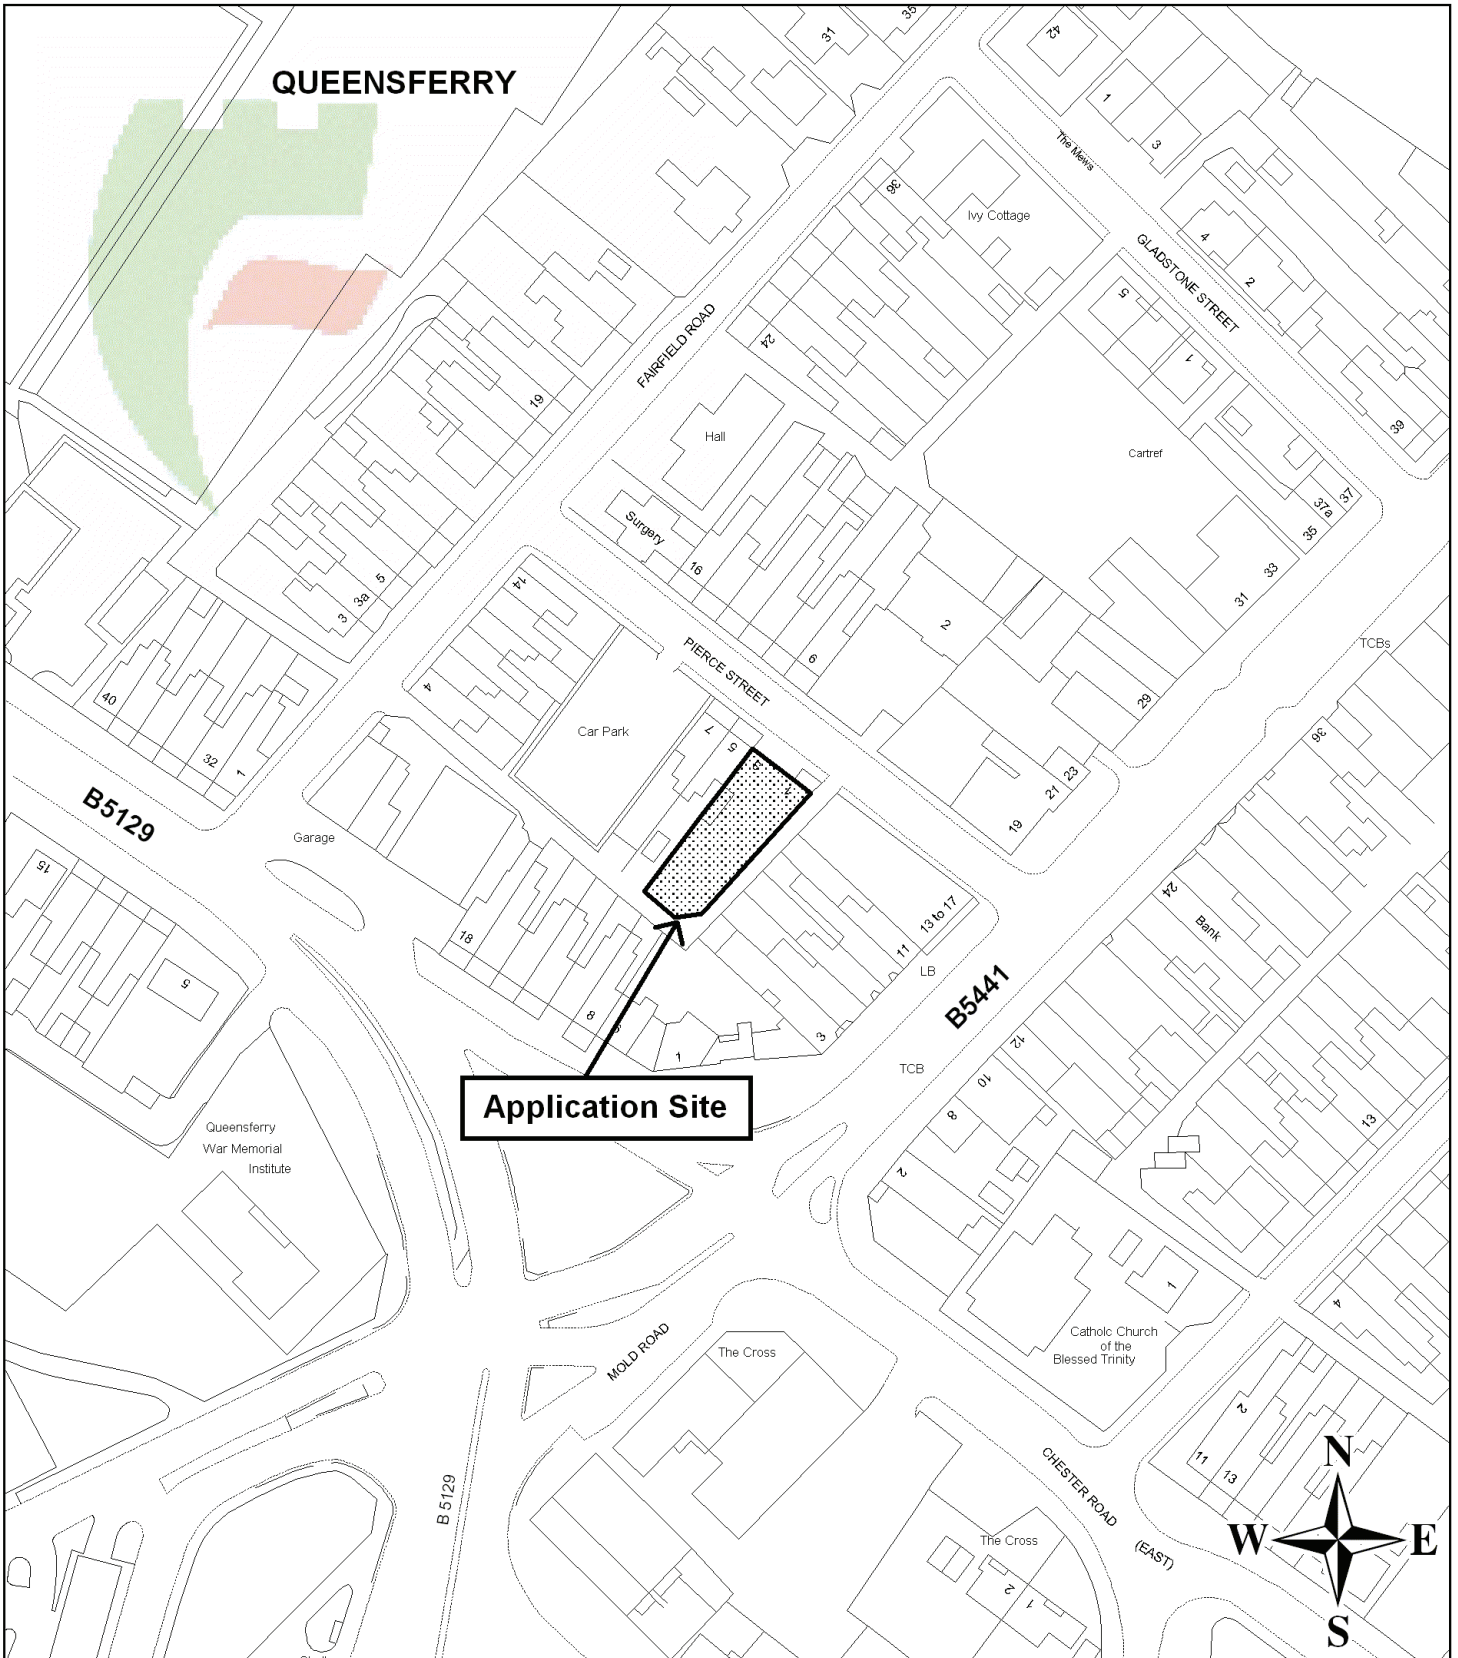 QUEENSFERRY
31
35
42
1
3
The Mews
36
Ivy Cottage
4
2
GLADSTONE STREET
5
1
24
FAIRFIELD ROAD
19
Hall
Cartref
39
Surgery
37
37a
35
33
31
16
14
5
3a
3
2
6
PIERCE STREET
TCBs
4
29
40
32
1
Car Park
7
5
36
B5129
Garage
23
21
19
15
24
Bank
13 to 17
11
LB
18
5
B5441
8
3
1
12
TCB
10
8
Application Site
13
Queensferry
War Memorial
Institute
2
1
4
MOLD ROAD
The Cross
Catholc Church
of the
Blessed Trinity
2
11
13
N
CHESTER ROAD
B 5129
W
E
The Cross
(EAST)
2
1
S